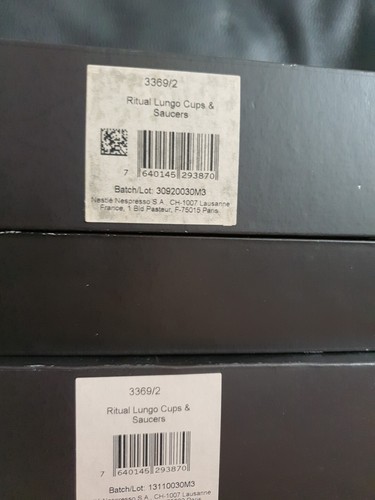 3369/2
Ritual Lungo Cups &
Saucers
7 640145 293870
Batch/Lot: 30920030M3
Nestlé Nespresso S.A., CH-1007 Lausanne
France, 1 Bld Pasteur, F-75015 Paris
3369/2
Ritual Lungo Cups &
Saucers
7 640145 293870
Batch/Lot: 13110030M3
Nespresso S.A., CH-1007 Lausanne